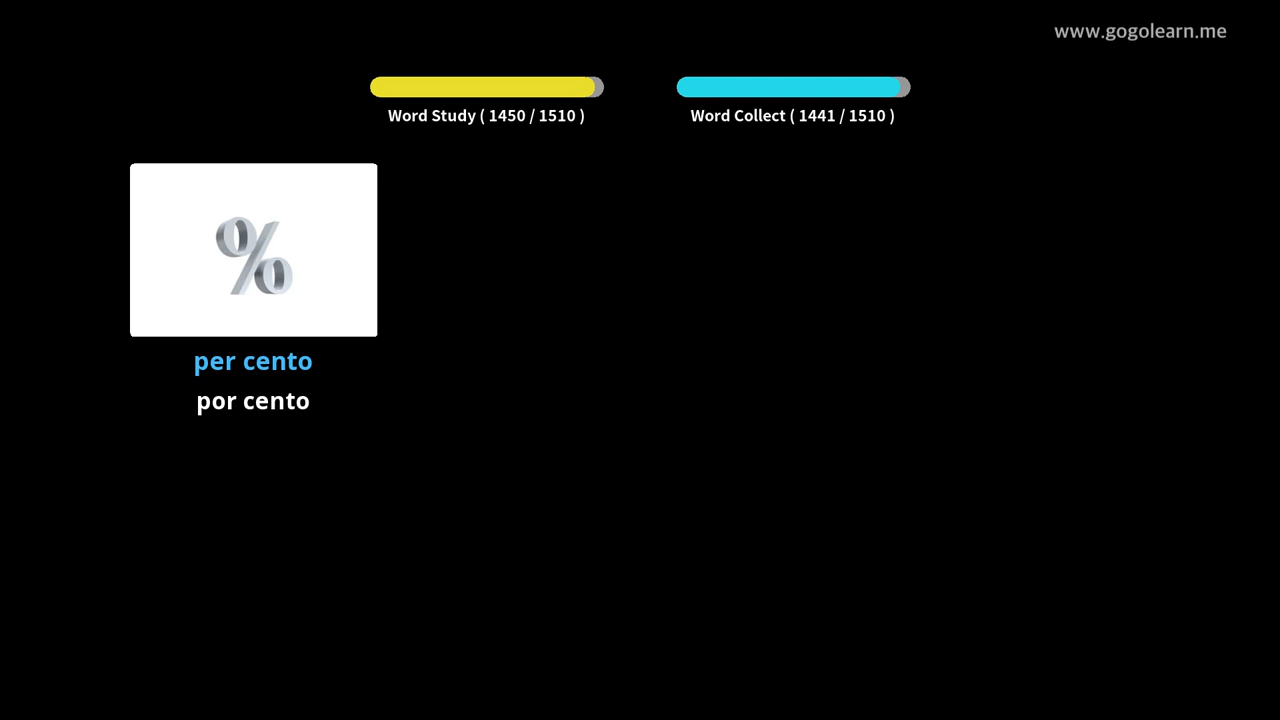 www.gogolearn.me
Word Study ( 1450 / 1510 )
Word Collect ( 1441 / 1510 )
%
per cento
por cento